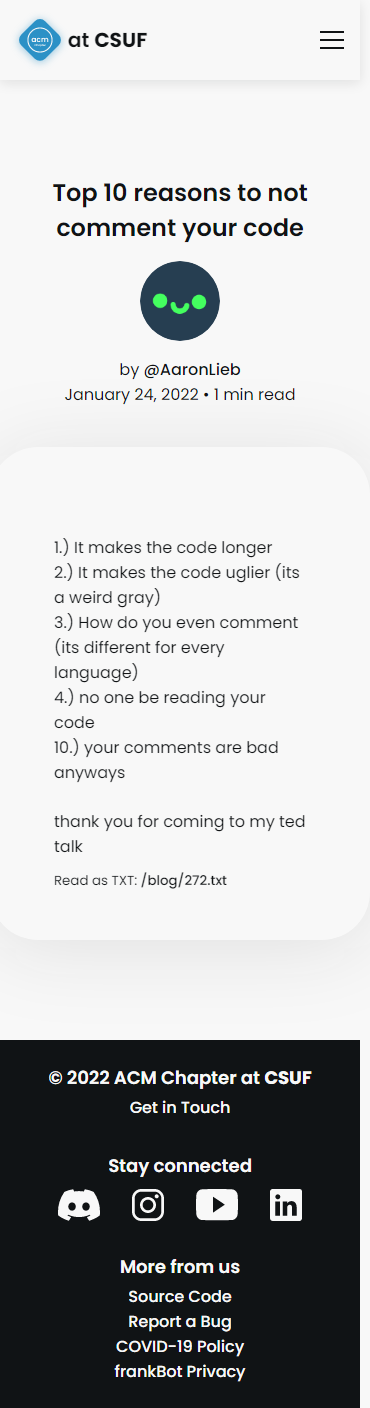 acm
at CSUF
Top 10 reasons to not
comment your code
by @AaronLieb
January 24, 2022 • 1 min read
1.) It makes the code longer
2.) It makes the code uglier (its
a weird gray)
3.) How do you even comment
(its different for every
language)
4.) no one be reading your
code
10.) your comments are bad
anyways
thank you for coming to my ted
talk
Read as TXT: /blog/272.txt
© 2022 ACM Chapter at CSUF
Get in Touch
Stay connected
in
More from us
Source Code
Report a Bug
COVID-19 Policy
frankBot Privacy